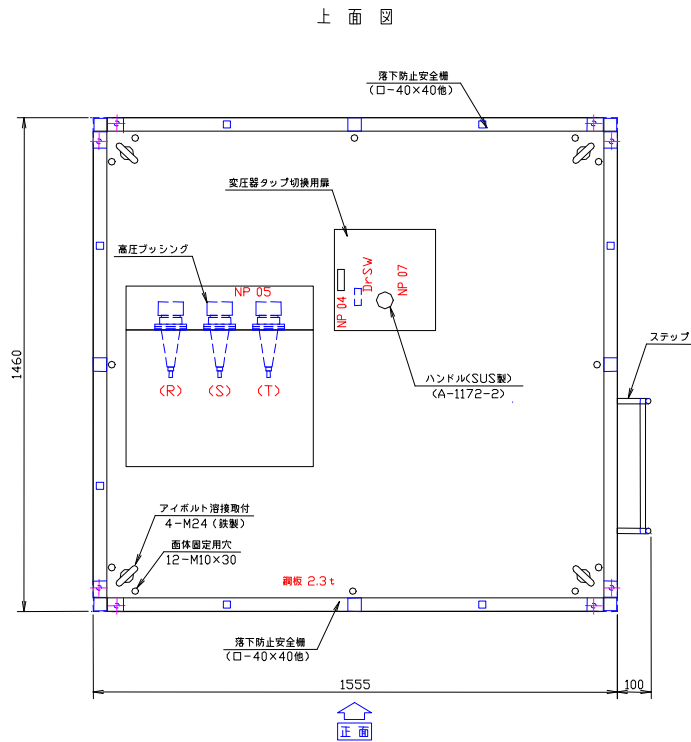 上面図
落下防止安全柵
(ロ-40×40他)
変圧器タップ切換用扉
高圧ブッシング
NP 05
NP 04
DrSW
NP 07
(R)
(S)
(T)
ハンドル(SUS製)
(A-1172-2)
ステップ
1460
アイボルト溶接取付
4-M24 (鉄製)
面体固定用穴
12-M10×30
鋼板 2.3t
落下防止安全柵
(ロ-40×40他)
1555
100
正面